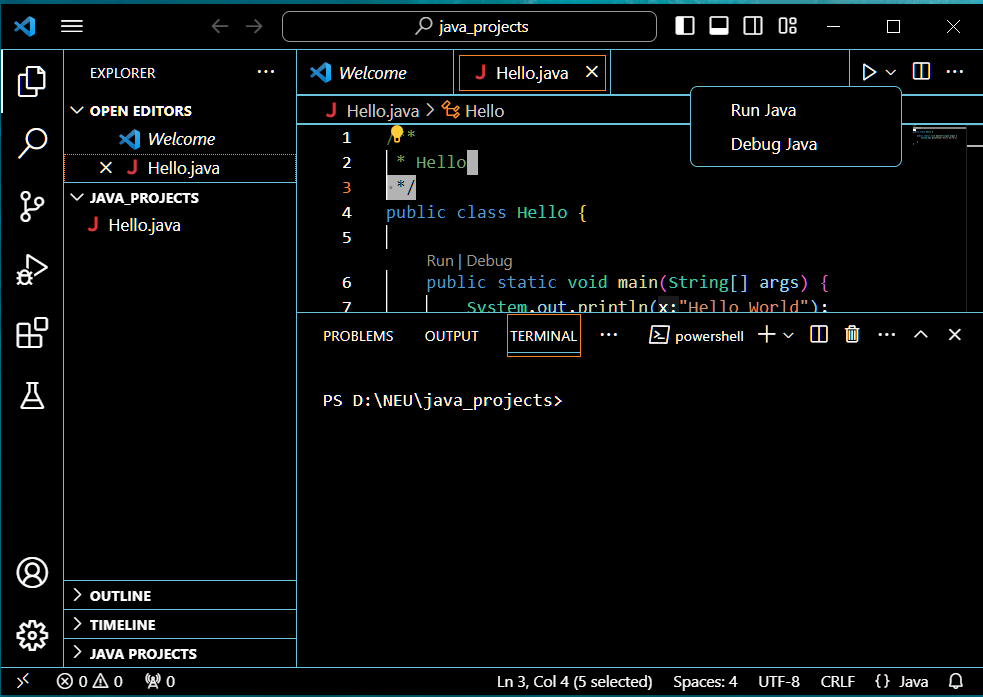 java_projects
EXPLORER
OPEN EDITORS
Welcome
Hello.java
JAVA_PROJECTS
Hello.java
OUTLINE
TIMELINE
JAVA PROJECTS
Welcome
Hello.java
Hello.java > Hello
Run Java
Debug Java
1 /**
2 * Hello
3 */
4 public class Hello {
5
Run | Debug
6 public static void main(String[] args) {
7 System.out.println(x:"Hello World");
PROBLEMS OUTPUT TERMINAL ··· powershell
PS D:\NEU\java_projects>
0 0 0 Ln 3, Col 4 (5 selected) Spaces: 4 UTF-8 CRLF {} Java